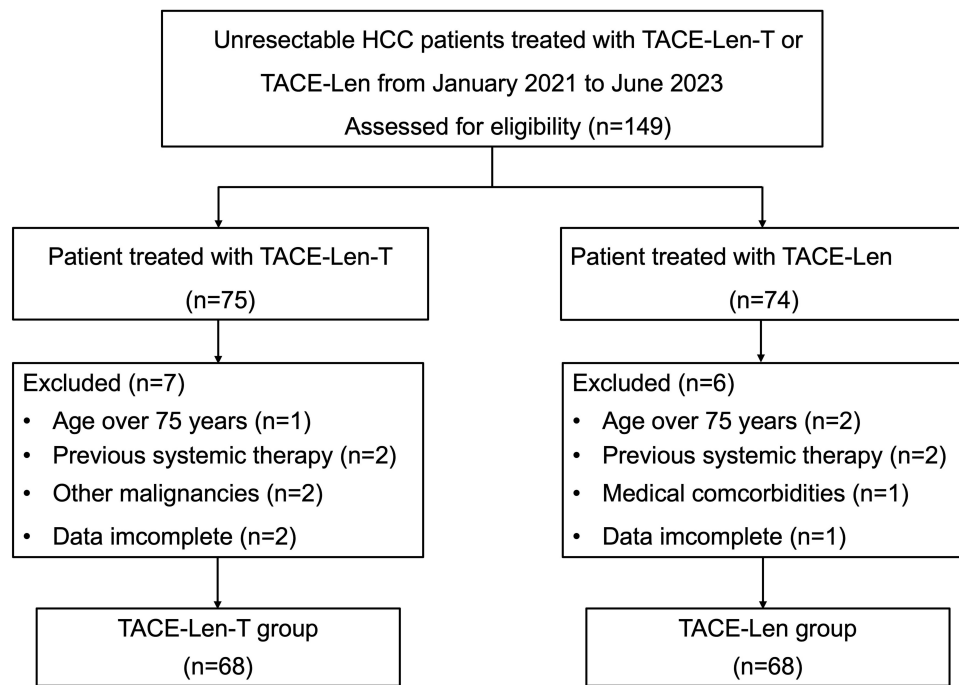 Unresectable HCC patients treated with TACE-Len-T or
TACE-Len from January 2021 to June 2023
Assessed for eligibility (n=149)
Patient treated with TACE-Len-T
(n=75)
Patient treated with TACE-Len
(n=74)
Excluded (n=7)
• Age over 75 years (n=1)
• Previous systemic therapy (n=2)
• Other malignancies (n=2)
• Data imcomplete (n=2)
Excluded (n=6)
• Age over 75 years (n=2)
• Previous systemic therapy (n=2)
• Medical comcorbidities (n=1)
• Data imcomplete (n=1)
TACE-Len-T group
(n=68)
TACE-Len group
(n=68)